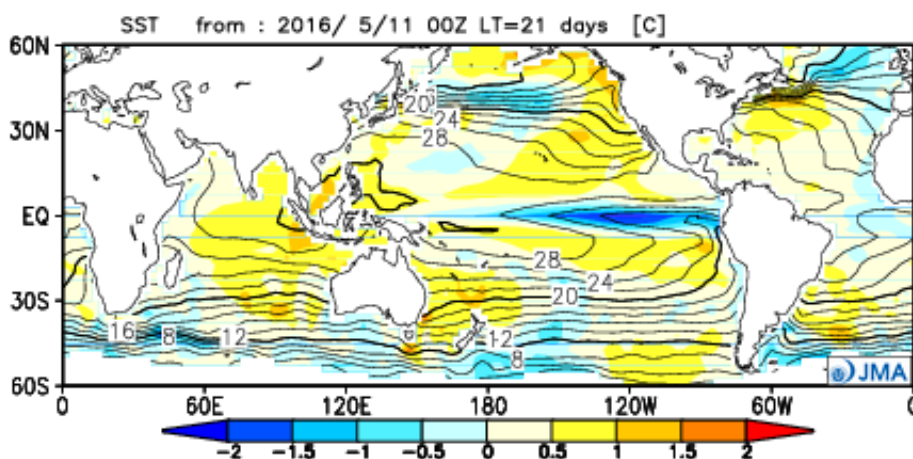 SST from : 2016/ 5/11 00Z LT=21 days [C]
60N
30N
EQ
30S
60S
20
24
28
28
24
20
16
8
12
12
8
JMA
0 60E 120E 180 120W 60W 0
-2 -1.5 -1 -0.5 0 0.5 1 1.5 2